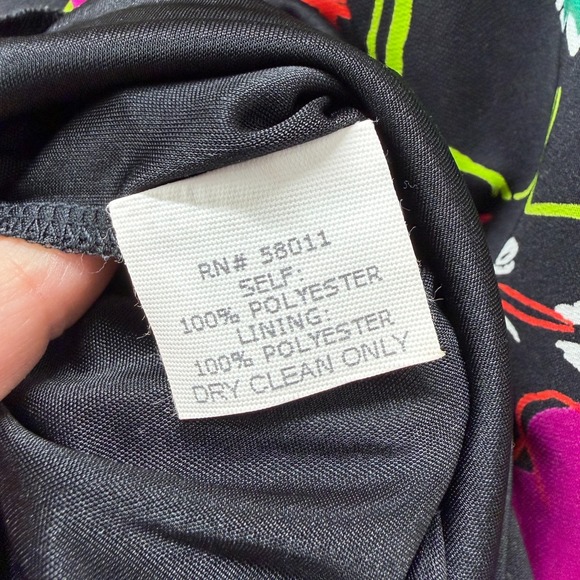 RN# 58011
SELF:
100% POLYESTER
LINING:
100% POLYESTER
DRY CLEAN ONLY